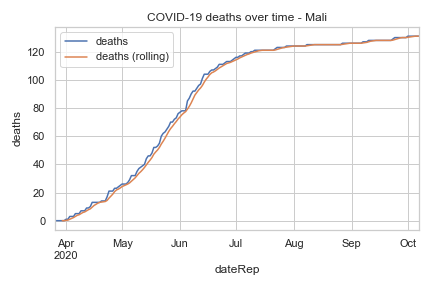 COVID-19 deaths over time - Mali
deaths
deaths (rolling)
120
100
80
60
40
20
0
deaths
Apr
2020
May
Jun
Jul
Aug
Sep
Oct
dateRep